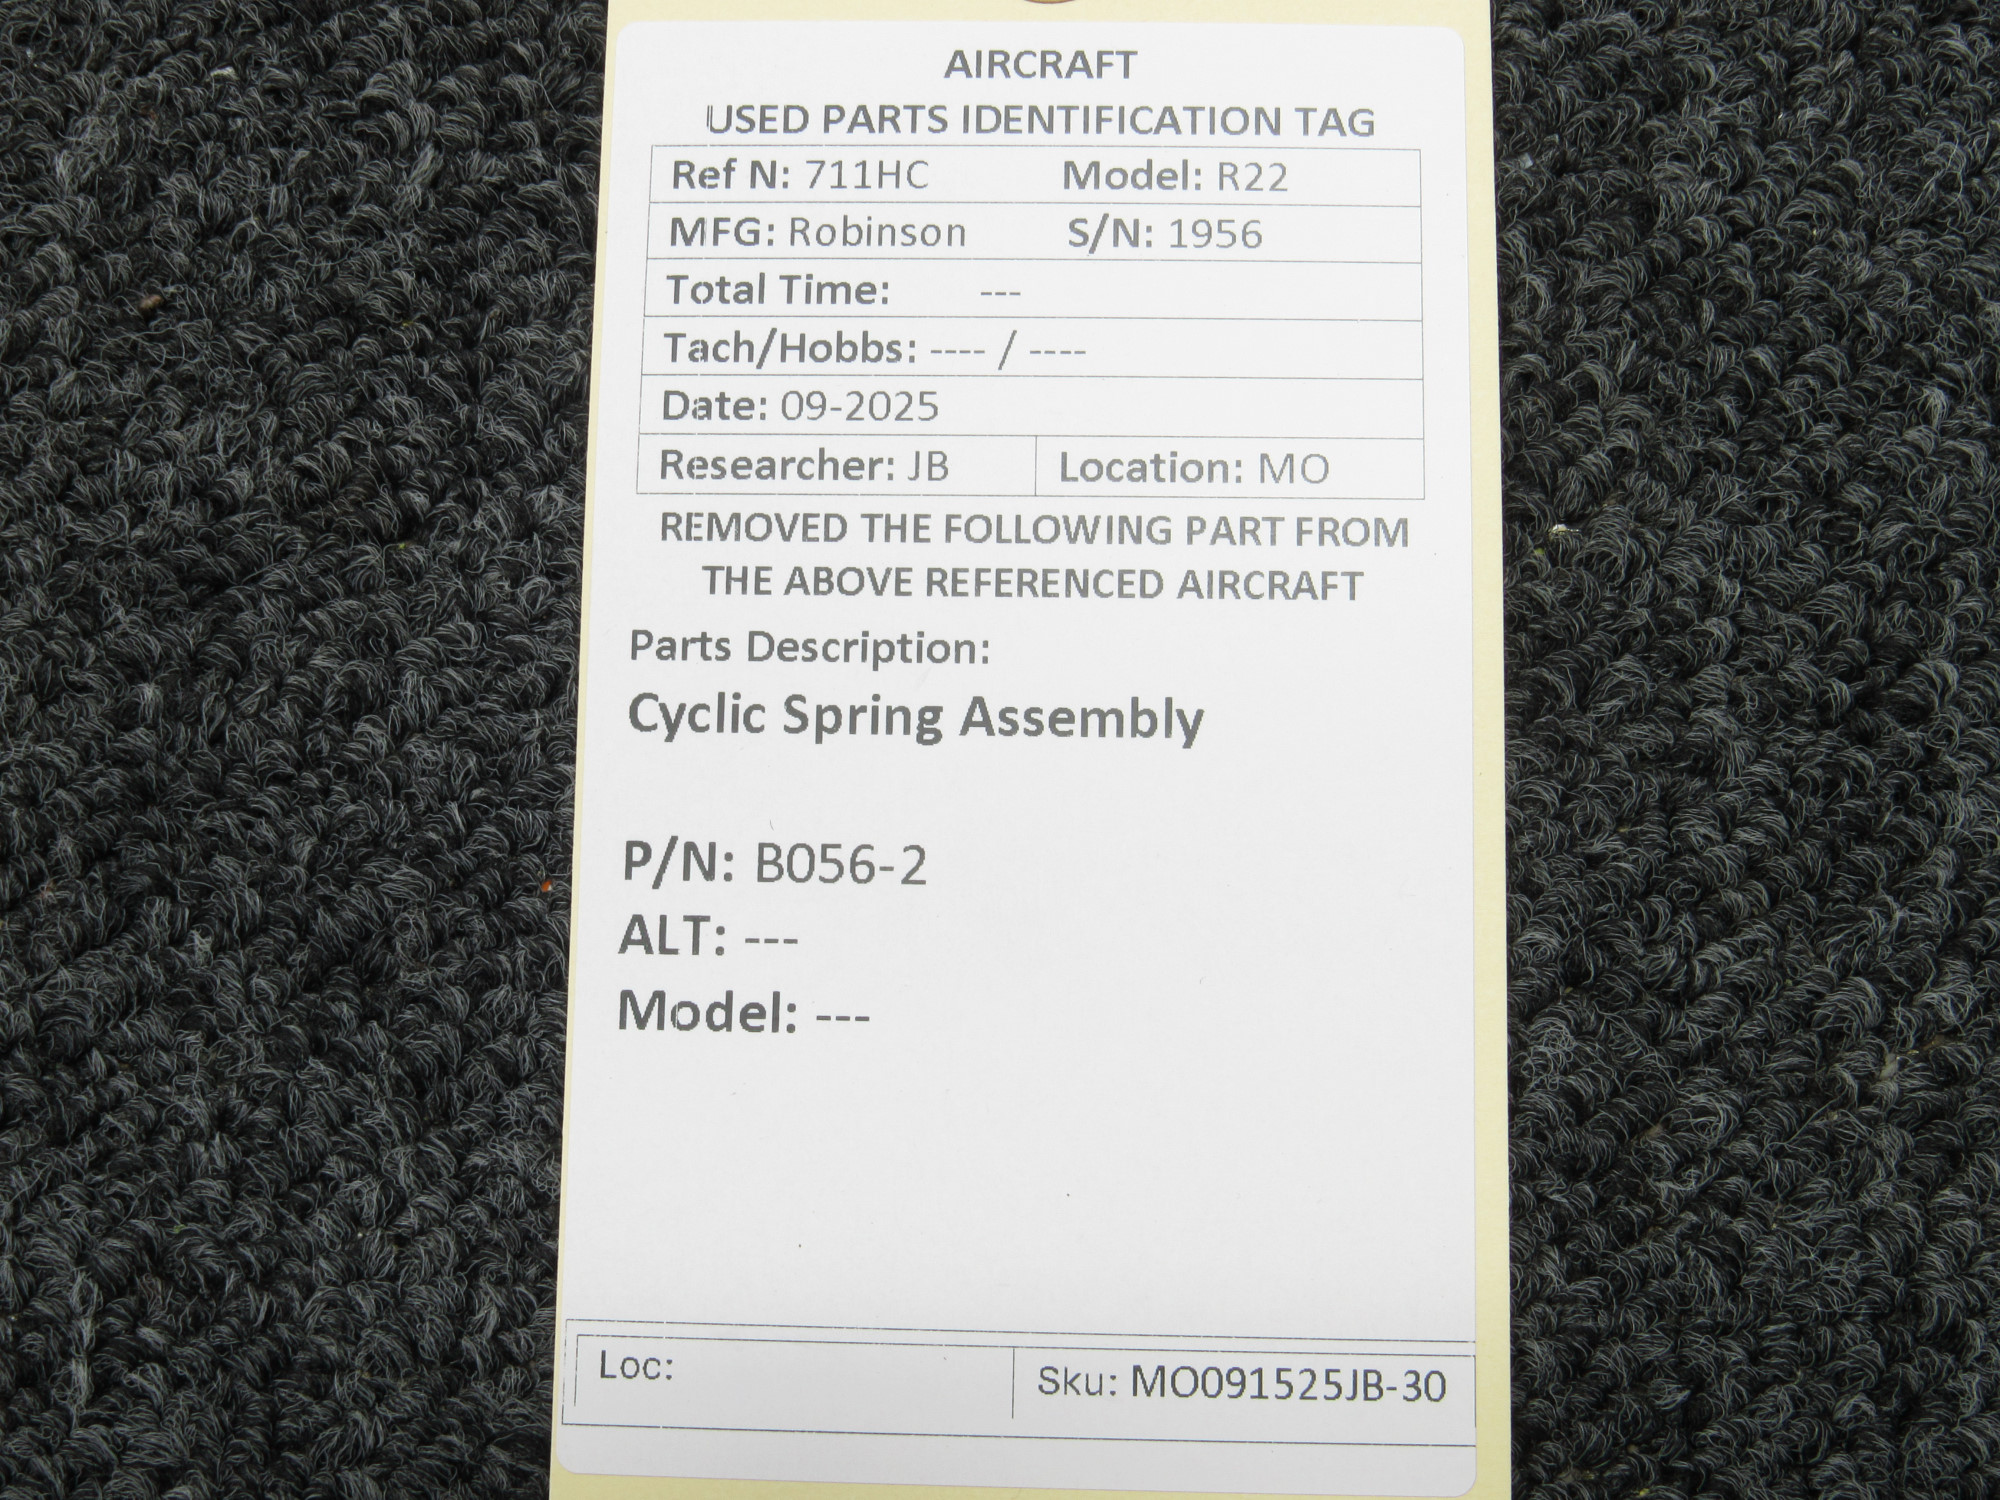 AIRCRAFT
USED PARTS IDENTIFICATION TAG
Ref N: 711HC Model: R22
MFG: Robinson S/N: 1956
Total Time: ---
Tach/Hobbs: ---- / ----
Date: 09-2025
Researcher: JB Location: MO
REMOVED THE FOLLOWING PART FROM
THE ABOVE REFERENCED AIRCRAFT
Parts Description:
Cyclic Spring Assembly
P/N: B056-2
ALT: ---
Model: ---
Loc: Sku: MO091525JB-30